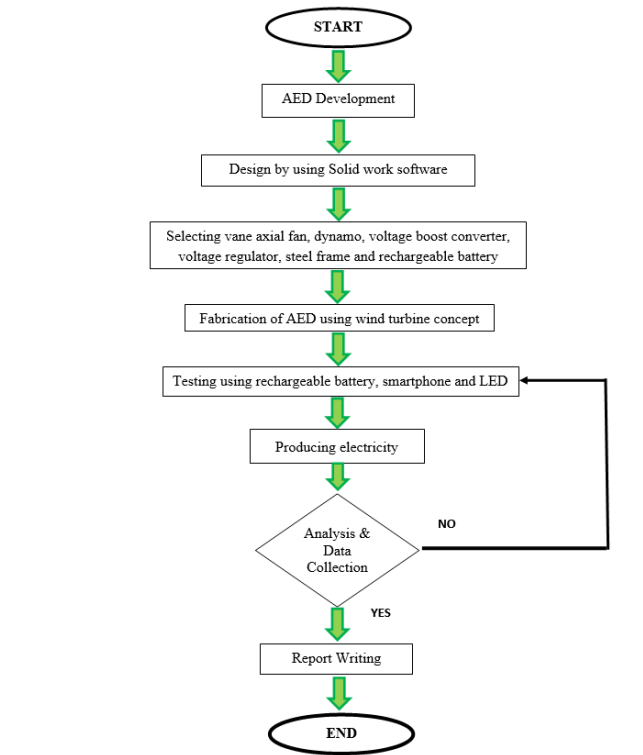 START
AED Development
Design by using Solid work software
Selecting vane axial fan, dynamo, voltage boost converter,
voltage regulator, steel frame and rechargeable battery
Fabrication of AED using wind turbine concept
Testing using rechargeable battery, smartphone and LED
Producing electricity
Analysis &
Data
Collection
NO
YES
Report Writing
END